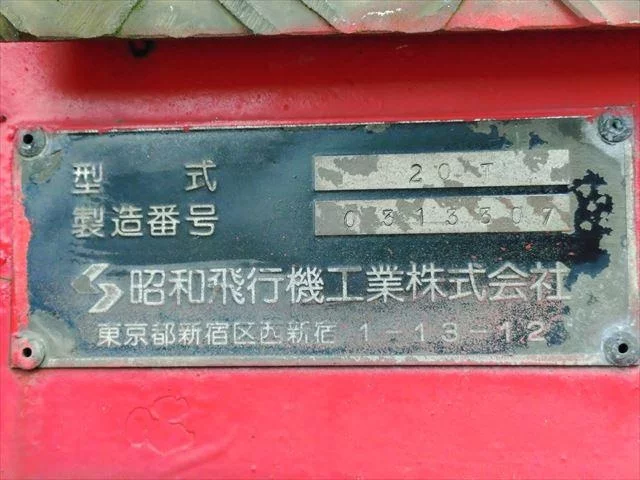 型式 20T
製造番号 0313307
昭和飛行機工業株式会社
東京都新宿区西新宿1-13-12